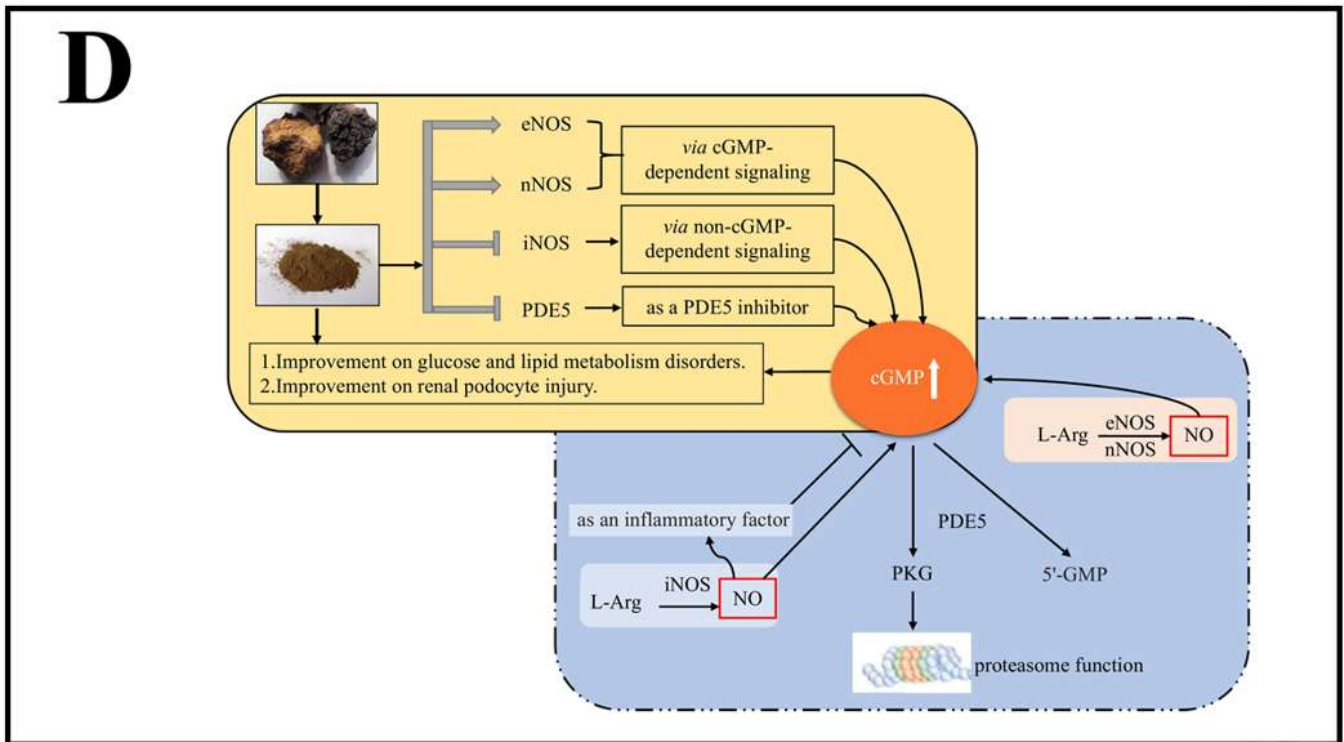 D
eNOS
via cGMP-
dependent signaling
nNOS
iNOS
via non-cGMP-
dependent signaling
PDE5
as a PDE5 inhibitor
1.Improvement on glucose and lipid metabolism disorders.
2.Improvement on renal podocyte injury.
cGMP
L-Arg
eNOS
nNOS
NO
as an inflammatory factor
PDE5
L-Arg
iNOS
NO
PKG
5'-GMP
proteasome function